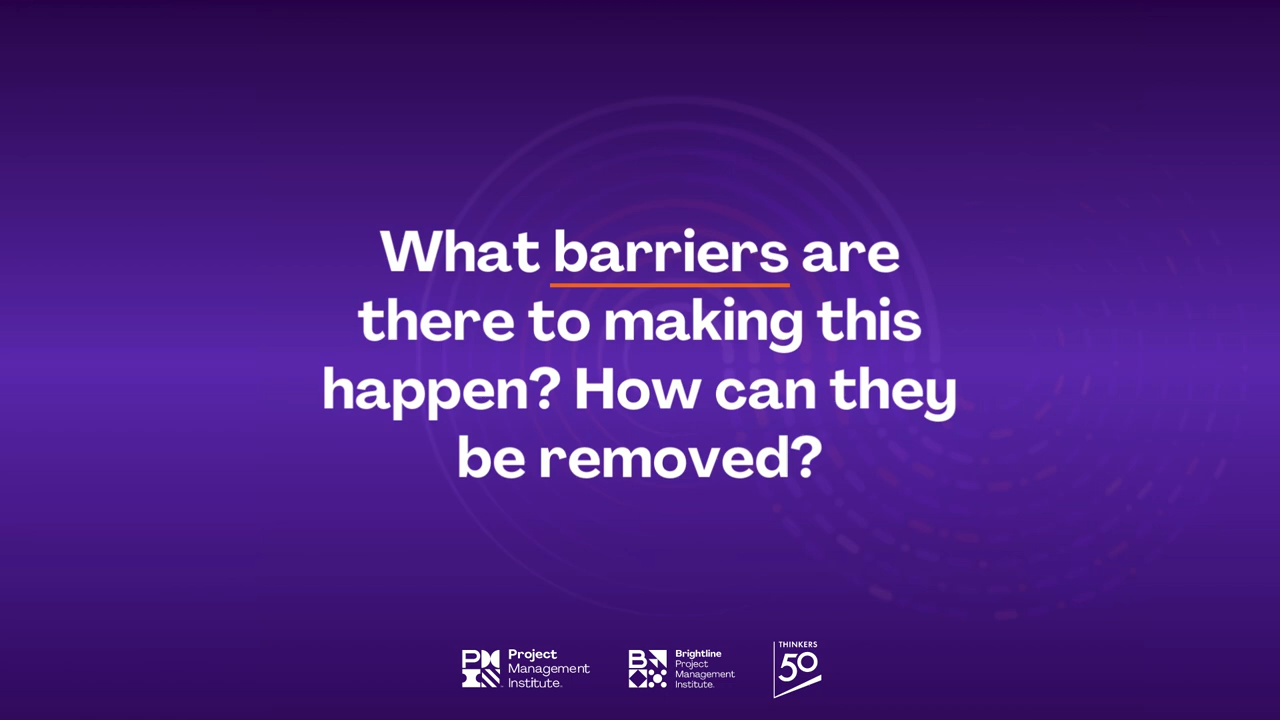 What barriers are
there to making this
happen? How can they
be removed?
Project
Management
Institute.
Brightline
Project
Management
Institute.
THINKERS
50